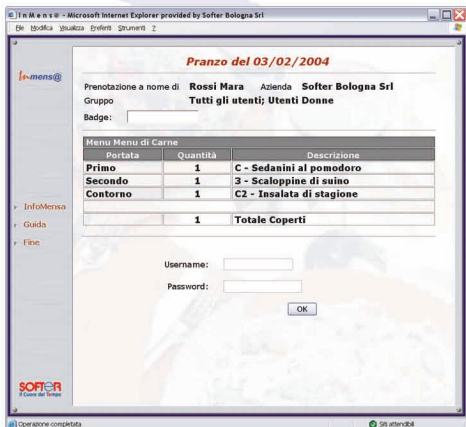 InMens@ - Microsoft Internet Explorer provided by Softer Bologna Srl
File Modifica Visualizza Preferiti Strumenti ?
Inmens@
Pranzo del 03/02/2004
Prenotazione a nome di Rossi Mara Azienda Softer Bologna Srl
Gruppo Tutti gli utenti; Utenti Donne
Badge:
Menu Menu di Carne
Portata Quantità Descrizione
Primo 1 C - Sedanini al pomodoro
Secondo 1 3 - Scaloppine di suino
Contorno 1 C2 - Insalata di stagione
1 Totale Coperti
InfoMensa
Guida
Fine
Username:
Password:
OK
SOFTER
Il Cuore del Tempo
Operazione completata Siti attendibili